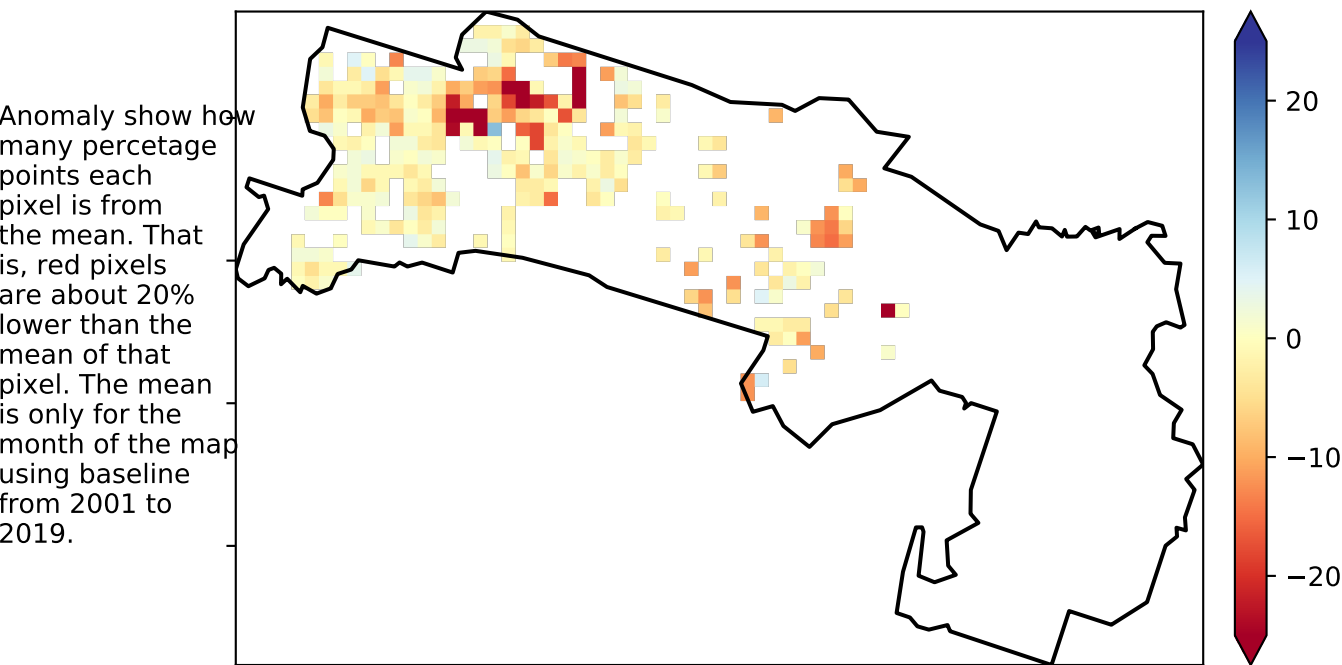 Anomaly show how
many percetage
points each
pixel is from
the mean. That
is, red pixels
are about 20%
lower than the
mean of that
pixel. The mean
is only for the
month of the map
using baseline
from 2001 to
2019.
20
10
0
−10
−20